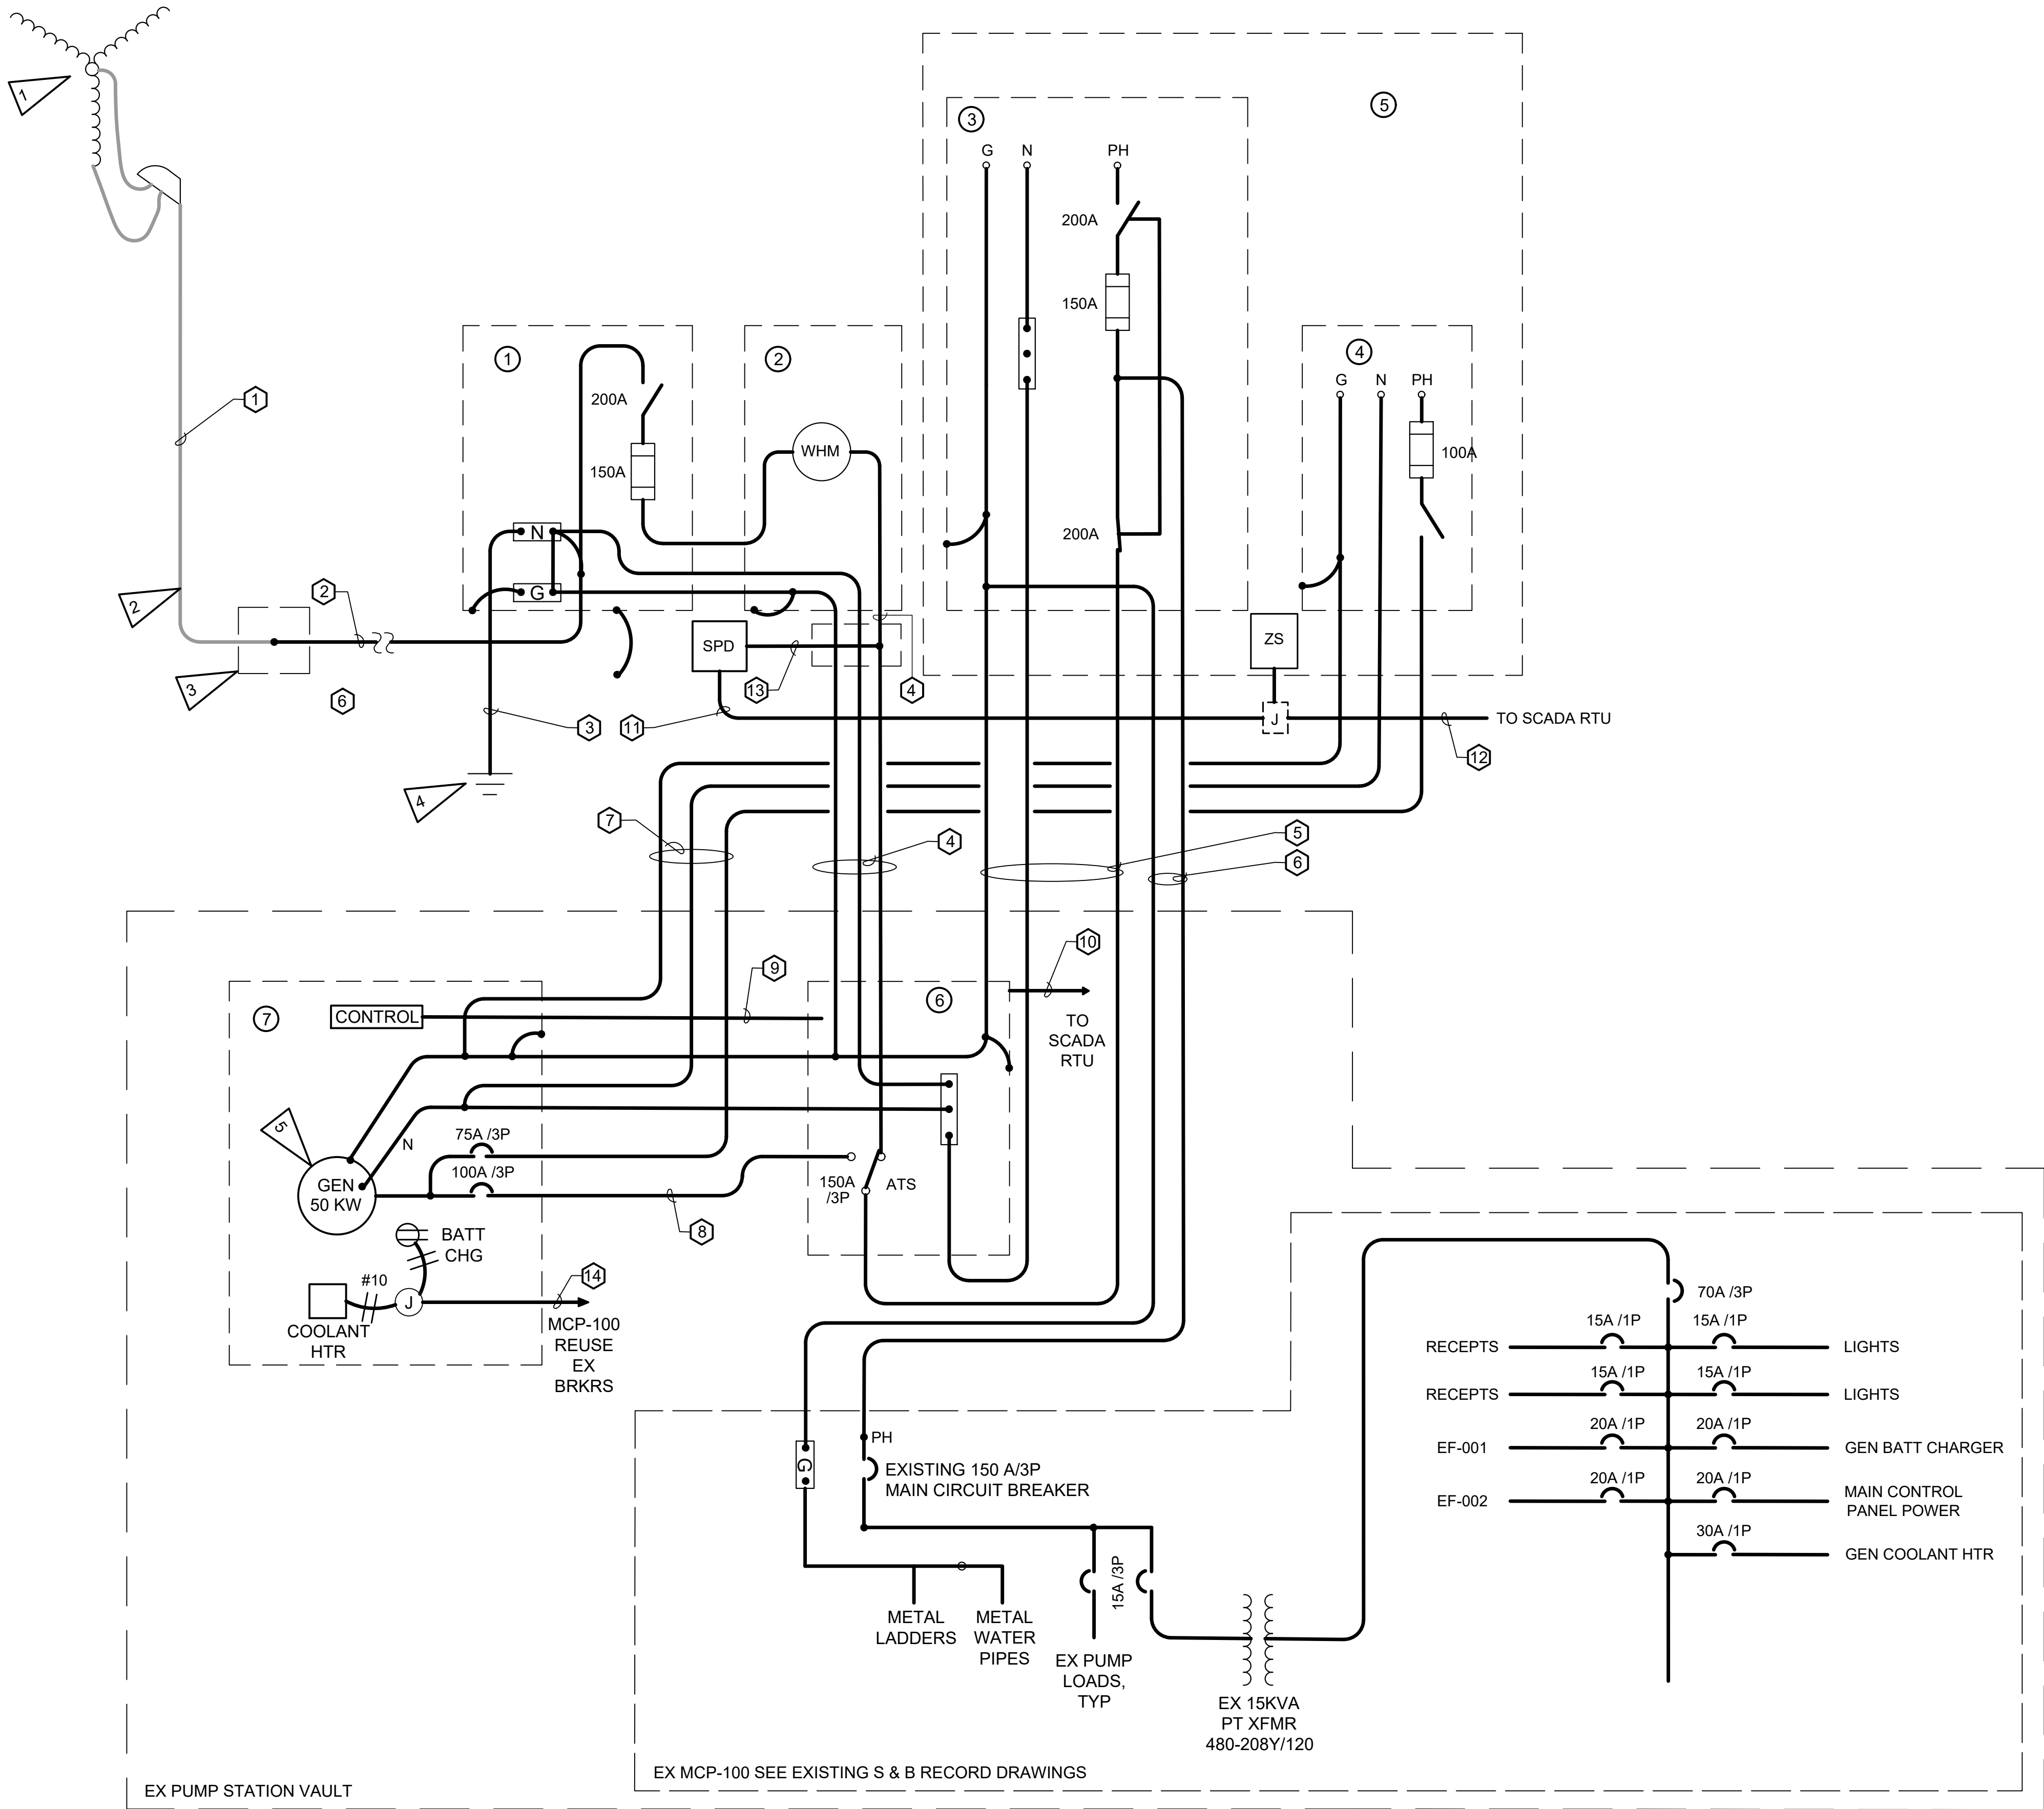 1
5
3
G N PH
200A
150A
200A
1
200A
150A
N
G
2
WHM
4
G N PH
100A
1
2
2
3
6
SPD
13
4
ZS
3
11
J
TO SCADA RTU
12
4
7
4
5
6
9
10
7
CONTROL
6
TO
SCADA
RTU
5
N
75A /3P
100A /3P
GEN
50 KW
150A
/3P
ATS
8
BATT
CHG
#10
J
14
COOLANT
HTR
MCP-100
REUSE
EX
BRKRS
70A /3P
15A /1P 15A /1P
RECEPTS LIGHTS
15A /1P 15A /1P
RECEPTS LIGHTS
20A /1P 20A /1P
EF-001 GEN BATT CHARGER
20A /1P 20A /1P
EF-002
MAIN CONTROL
PANEL POWER
30A /1P
GEN COOLANT HTR
PH
G
EXISTING 150 A/3P
MAIN CIRCUIT BREAKER
15A /3P
METAL
LADDERS
METAL
WATER
PIPES
EX PUMP
LOADS,
TYP
EX 15KVA
PT XFMR
480-208Y/120
EX MCP-100 SEE EXISTING S & B RECORD DRAWINGS
EX PUMP STATION VAULT